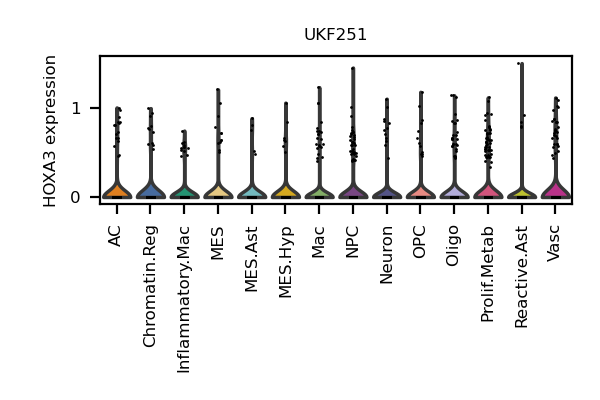 UKF251
HOXA3 expression
1
0
AC
Chromatin.Reg
Inflammatory.Mac
MES
MES.Ast
MES.Hyp
Mac
NPC
Neuron
OPC
Oligo
Prolif.Metab
Reactive.Ast
Vasc